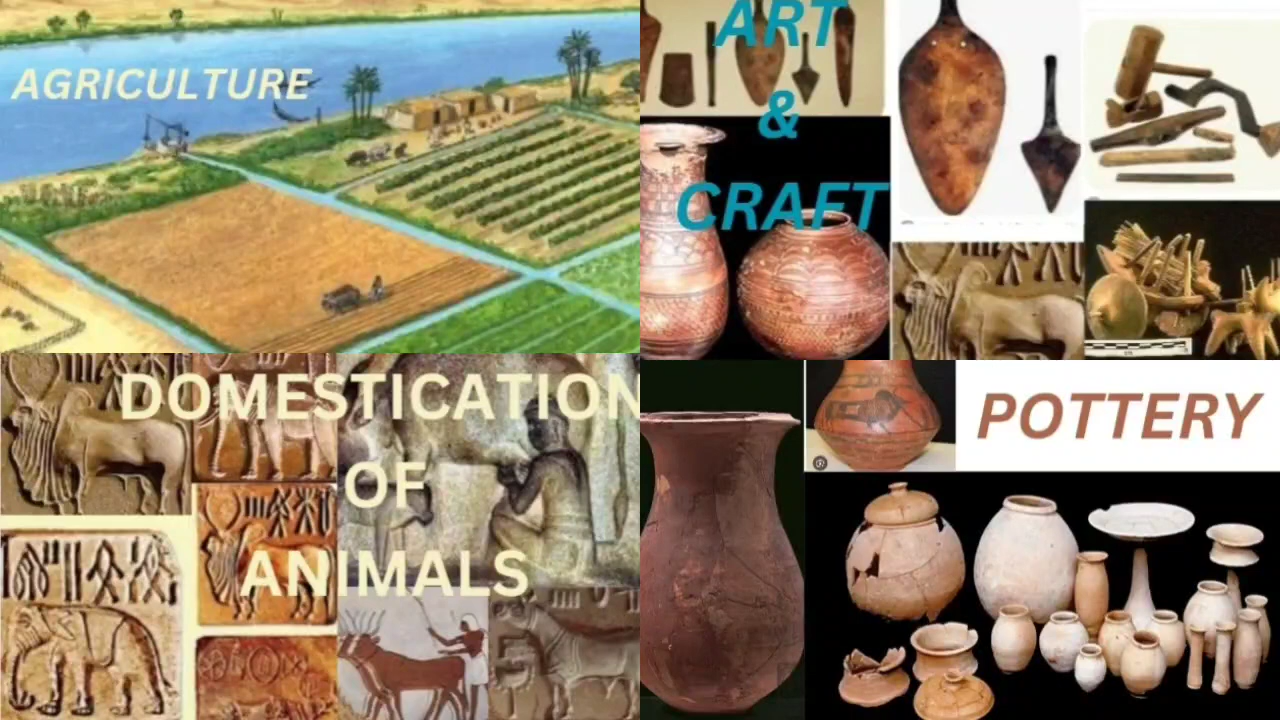 AGRICULTURE
ART
&
CRAFT
DOMESTICATION
OF
ANIMALS
POTTERY